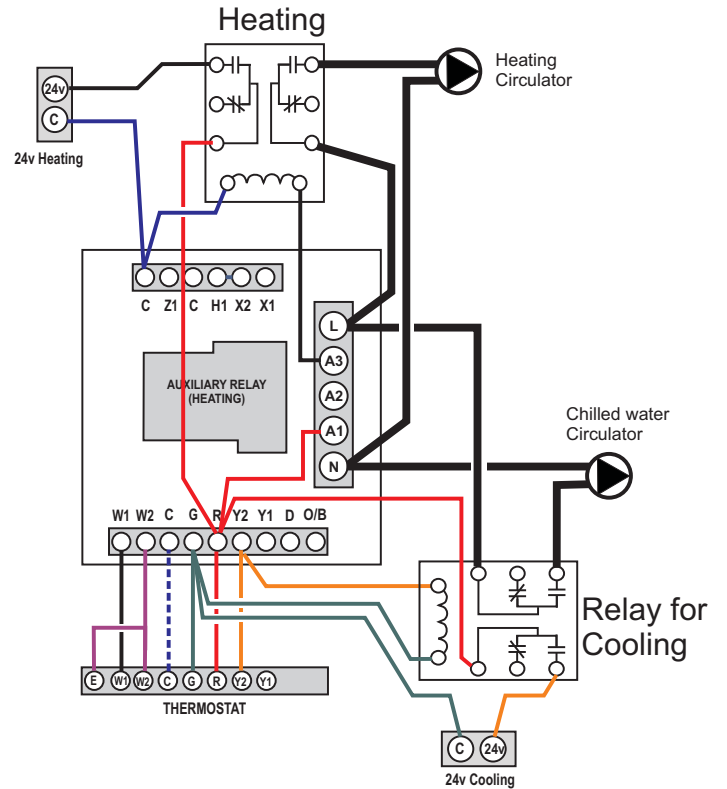 Heating
Heating
Circulator
24v
C
24v Heating
C Z1 C H1 X2 X1
L
A3
A2
A1
N
AUXILIARY RELAY
(HEATING)
Chilled water
Circulator
W1 W2 C G R Y2 Y1 D O/B
Relay for
Cooling
E W1 W2 C G R Y2 Y1
THERMOSTAT
C 24v
24v Cooling